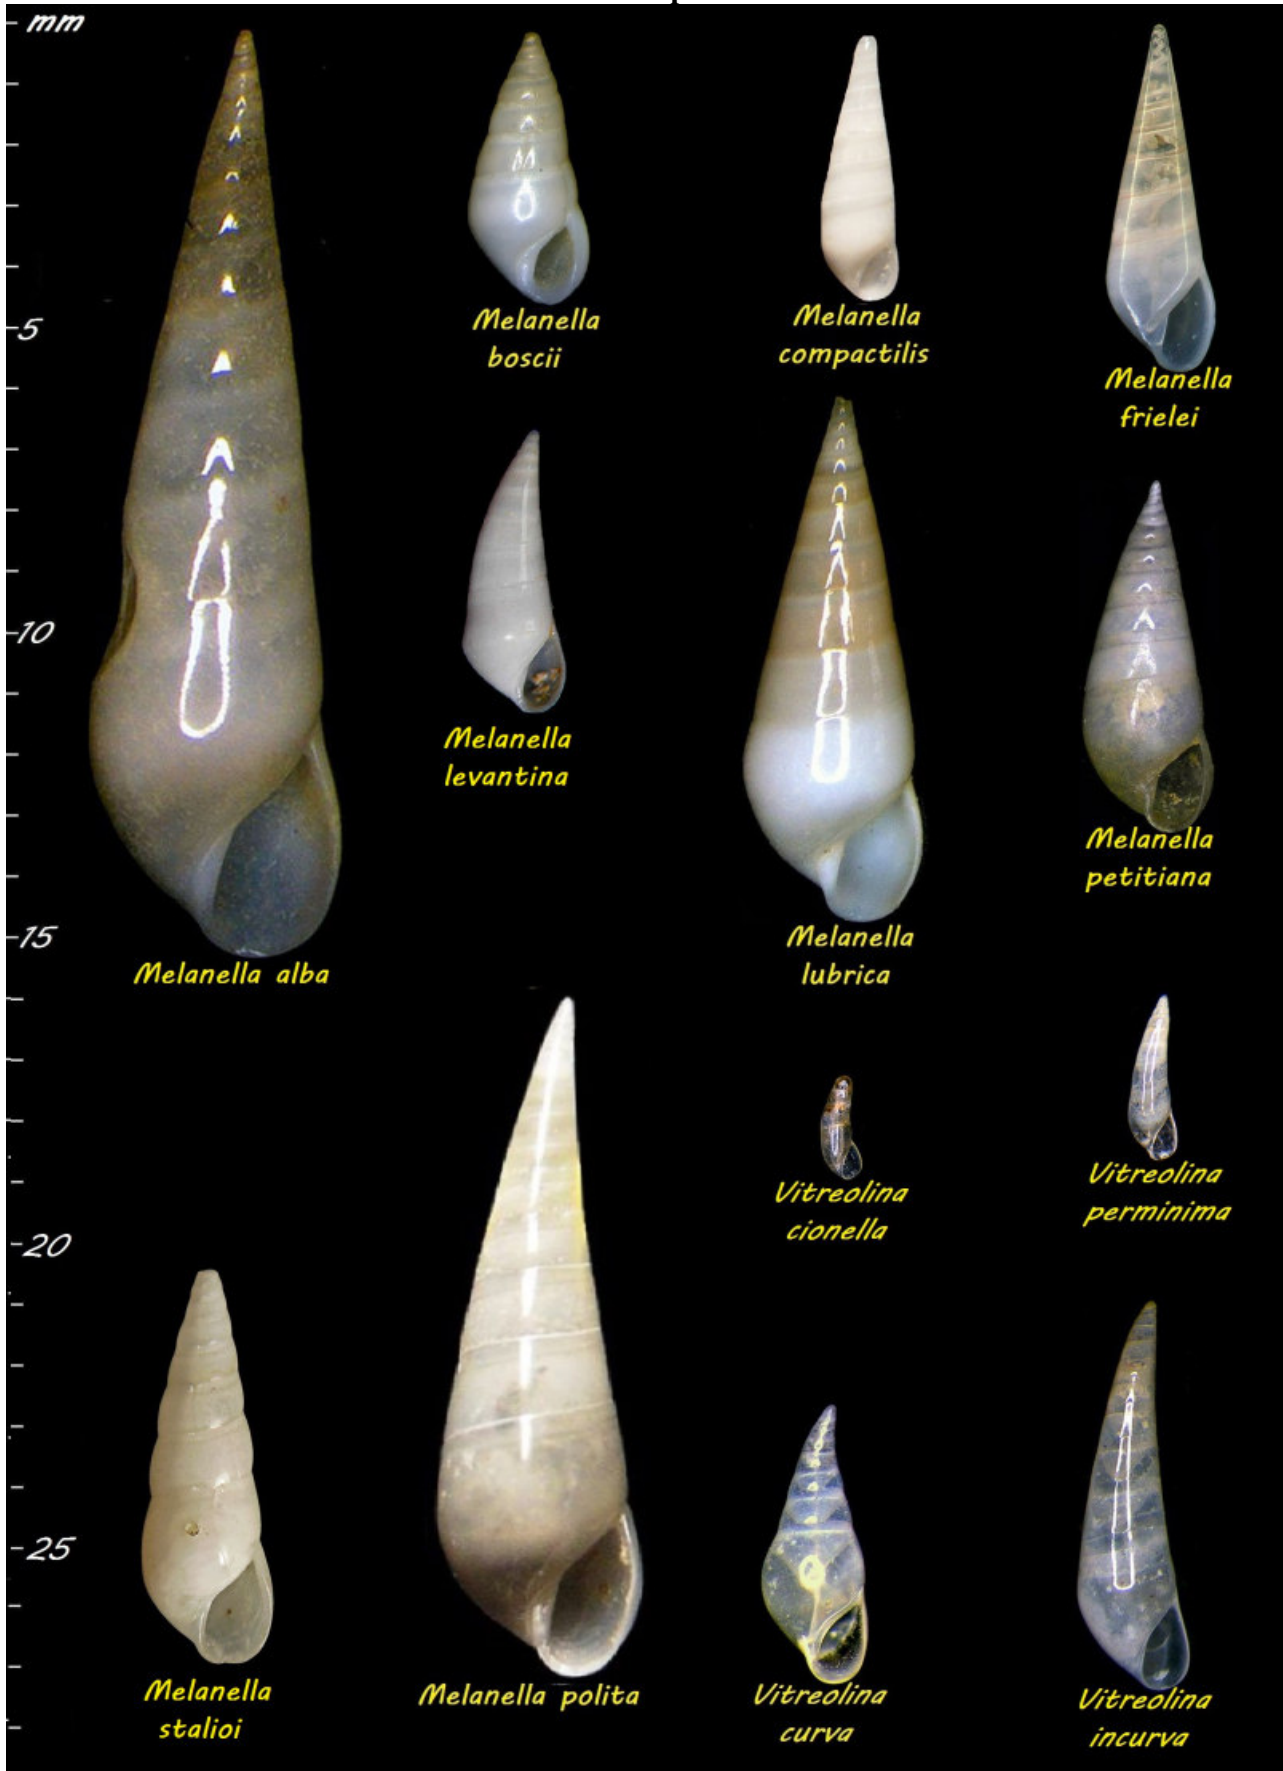 mm
Melanella
boscii
Melanella
compactilis
5
Melanella
frielei
Melanella
levantina
10
Melanella
petitiana
15
Melanella alba
Melanella
lubrica
Vitreolina
cionella
Vitreolina
perminima
20
25
Melanella
stalioi
Melanella polita
Vitreolina
curva
Vitreolina
incurva